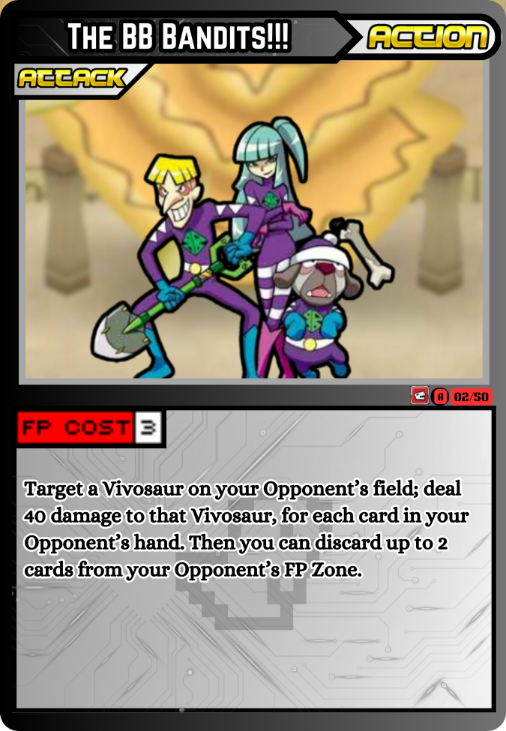 The BB Bandits!!!
ACTION
ATTACK
A 02/50
FP COST 3
Target a Vivosaur on your Opponent's field; deal
40 damage to that Vivosaur, for each card in your
Opponent's hand. Then you can discard up to 2
cards from your Opponent's FP Zone.